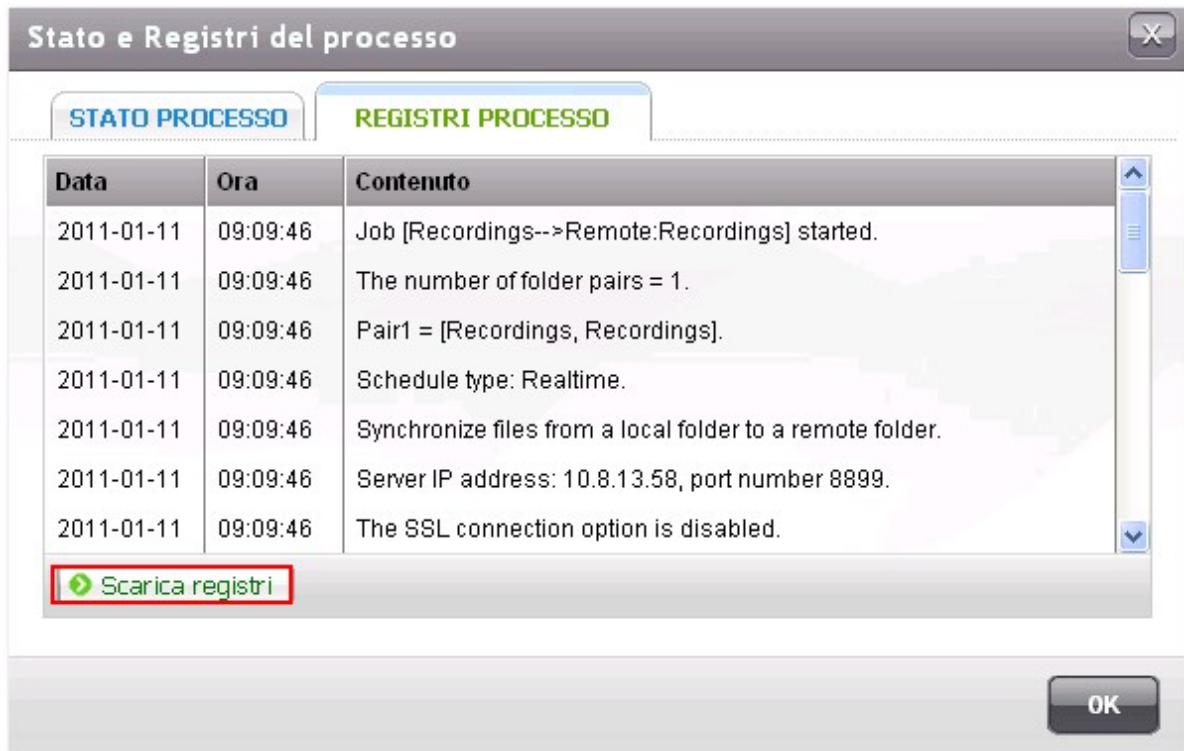 Stato e Registri del processo
X
STATO PROCESSO REGISTRI PROCESSO
Data Ora Contenuto
2011-01-11 09:09:46 Job [Recordings-->Remote:Recordings] started.
2011-01-11 09:09:46 The number of folder pairs = 1.
2011-01-11 09:09:46 Pair1 = [Recordings, Recordings].
2011-01-11 09:09:46 Schedule type: Realtime.
2011-01-11 09:09:46 Synchronize files from a local folder to a remote folder.
2011-01-11 09:09:46 Server IP address: 10.8.13.58, port number 8899.
2011-01-11 09:09:46 The SSL connection option is disabled.
Scarica registri
OK